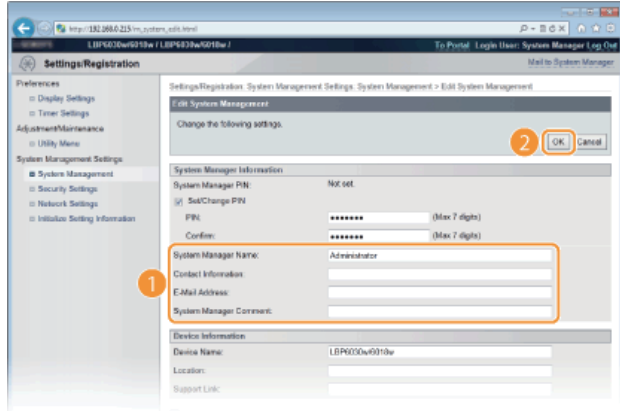 http://192.168.0.215/m_system_edit.html
LBP6030w/6018w / LBP6030w/6018w /
To Portal Login User: System Manager Log Out
Settings/Registration
Mail to System Manager
Preferences
Display Settings
Timer Settings
Adjustment/Maintenance
Utility Menu
System Management Settings
System Management
Security Settings
Network Settings
Initialize Setting Information
Settings/Registration: System Management Settings: System Management > Edit System Management
Edit System Management
Change the following settings.
2
OK
Cancel
System Manager Information
System Manager PIN:
Not set.
Set/Change PIN
PIN:
•••••••
(Max 7 digits)
Confirm:
•••••••
(Max 7 digits)
1
System Manager Name:
Administrator
Contact Information:
E-Mail Address:
System Manager Comment:
Device Information
Device Name:
LBP6030w/6018w
Location:
Support Link: